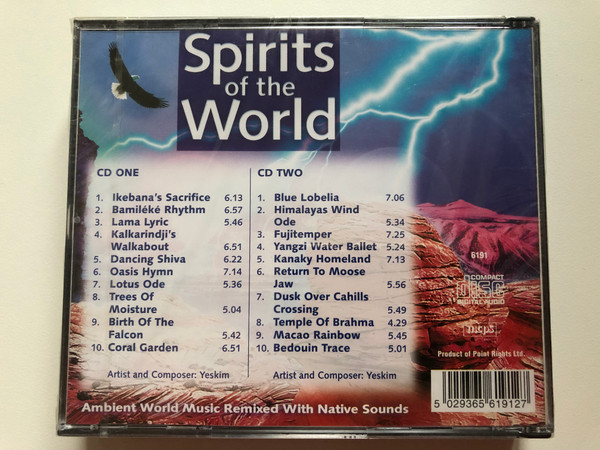 Spirits
of the
World
CD ONE
1. Ikebana's Sacrifice 6.13
2. Bamiléké Rhythm 6.57
3. Lama Lyric 5.46
4. Kalkarindji's
Walkabout 6.51
5. Dancing Shiva 6.22
6. Oasis Hymn 7.14
7. Lotus Ode 5.36
8. Trees Of
Moisture 5.04
9. Birth Of The
Falcon 5.42
10. Coral Garden 6.51
Artist and Composer: Yeskim
CD TWO
1. Blue Lobelia 7.06
2. Himalayas Wind
Ode 5.34
3. Fujitemper 7.25
4. Yangzi Water Ballet 5.24
5. Kanaky Homeland 7.13
6. Return To Moose
Jaw 5.56
7. Dusk Over Cahills
Crossing 5.49
8. Temple Of Brahma 4.29
9. Macao Rainbow 5.45
10. Bedouin Trace 5.01
Artist and Composer: Yeskim
6191
COMPACT
disc
DIGITAL AUDIO
mcps
Product of Point Rights Ltd.
5 029365 619127
Ambient World Music Remixed With Native Sounds